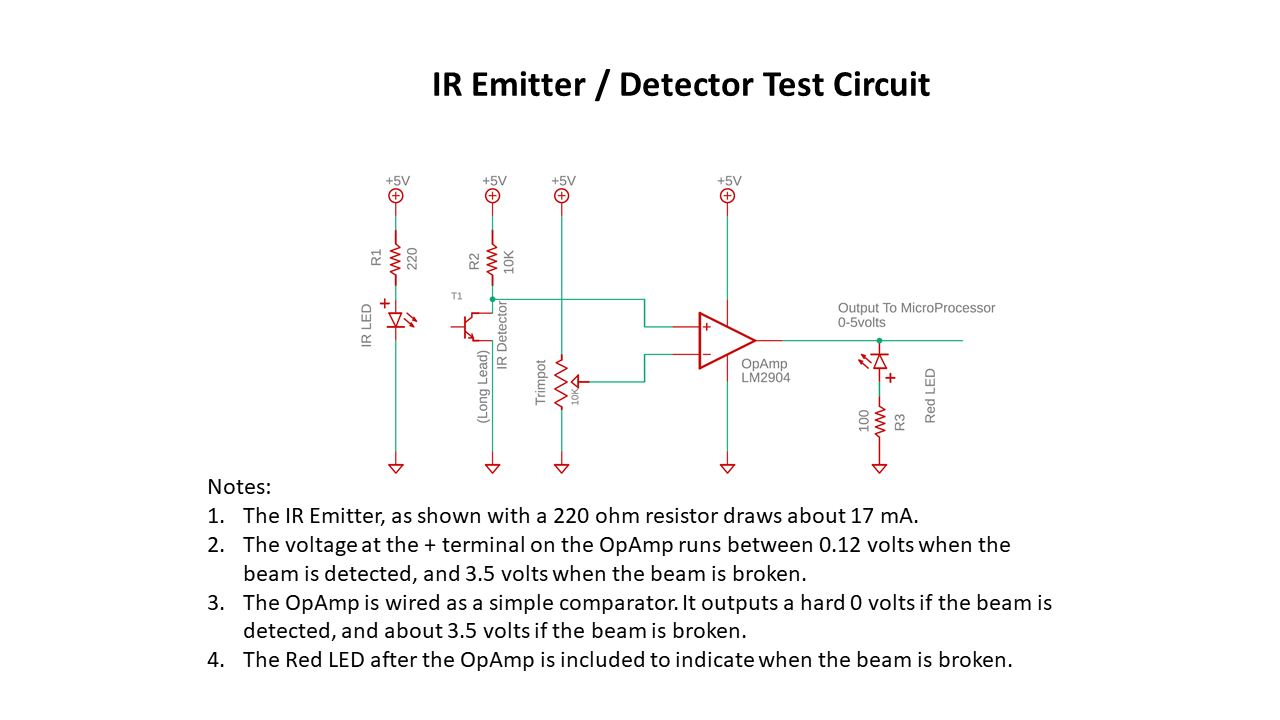 IR Emitter / Detector Test Circuit
+5V
+5V
+5V
+5V
R1
220
R2
10K
T1
IR LED
IR Detector
(Long Lead)
Trimpot
10K
OpAmp
LM2904
Output To MicroProcessor
0-5volts
100
R3
Red LED
Notes:
1. The IR Emitter, as shown with a 220 ohm resistor draws about 17 mA.
2. The voltage at the + terminal on the OpAmp runs between 0.12 volts when the
beam is detected, and 3.5 volts when the beam is broken.
3. The OpAmp is wired as a simple comparator. It outputs a hard 0 volts if the beam is
detected, and about 3.5 volts if the beam is broken.
4. The Red LED after the OpAmp is included to indicate when the beam is broken.